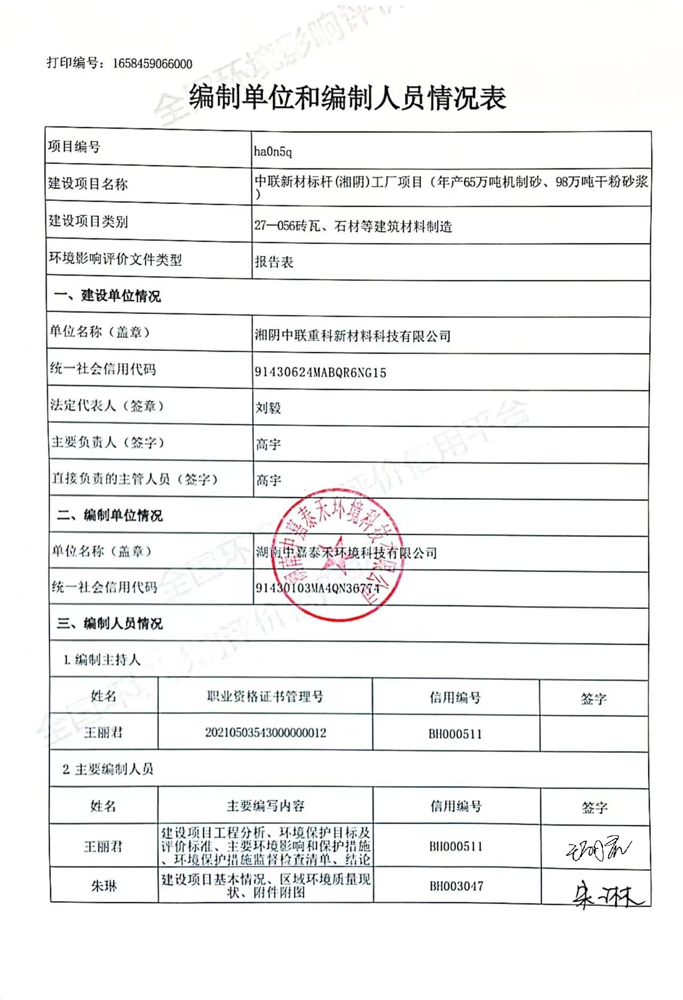 全国环境影响评
打印编号：1658459066000
编制单位和编制人员情况表
项目编号 ha0n5q
建设项目名称 中联新材标杆(湘阴)工厂项目（年产65万吨机制砂、98万吨干粉砂浆
）
建设项目类别 27—056砖瓦、石材等建筑材料制造
环境影响评价文件类型 报告表
一、建设单位情况
单位名称（盖章） 湘阴中联重科新材料科技有限公司
统一社会信用代码 91430624MABQR6NG15
法定代表人（签章） 刘毅
主要负责人（签字） 高宇
直接负责的主管人员（签字） 高宇
二、编制单位情况
单位名称（盖章） 湖南中嘉泰禾环境科技有限公司
统一社会信用代码 91430103MA4QN36774
湖南中嘉泰禾环境科技有限公司
三、编制人员情况
1. 编制主持人
姓名 职业资格证书管理号 信用编号 签字
王丽君 20210503543000000012 BH000511
2. 主要编制人员
姓名 主要编写内容 信用编号 签字
王丽君 建设项目工程分析、环境保护目标及
评价标准、主要环境影响和保护措施
、环境保护措施监督检查清单、结论 BH000511 王丽君
朱琳 建设项目基本情况、区域环境质量现
状、附件附图 BH003047 朱琳